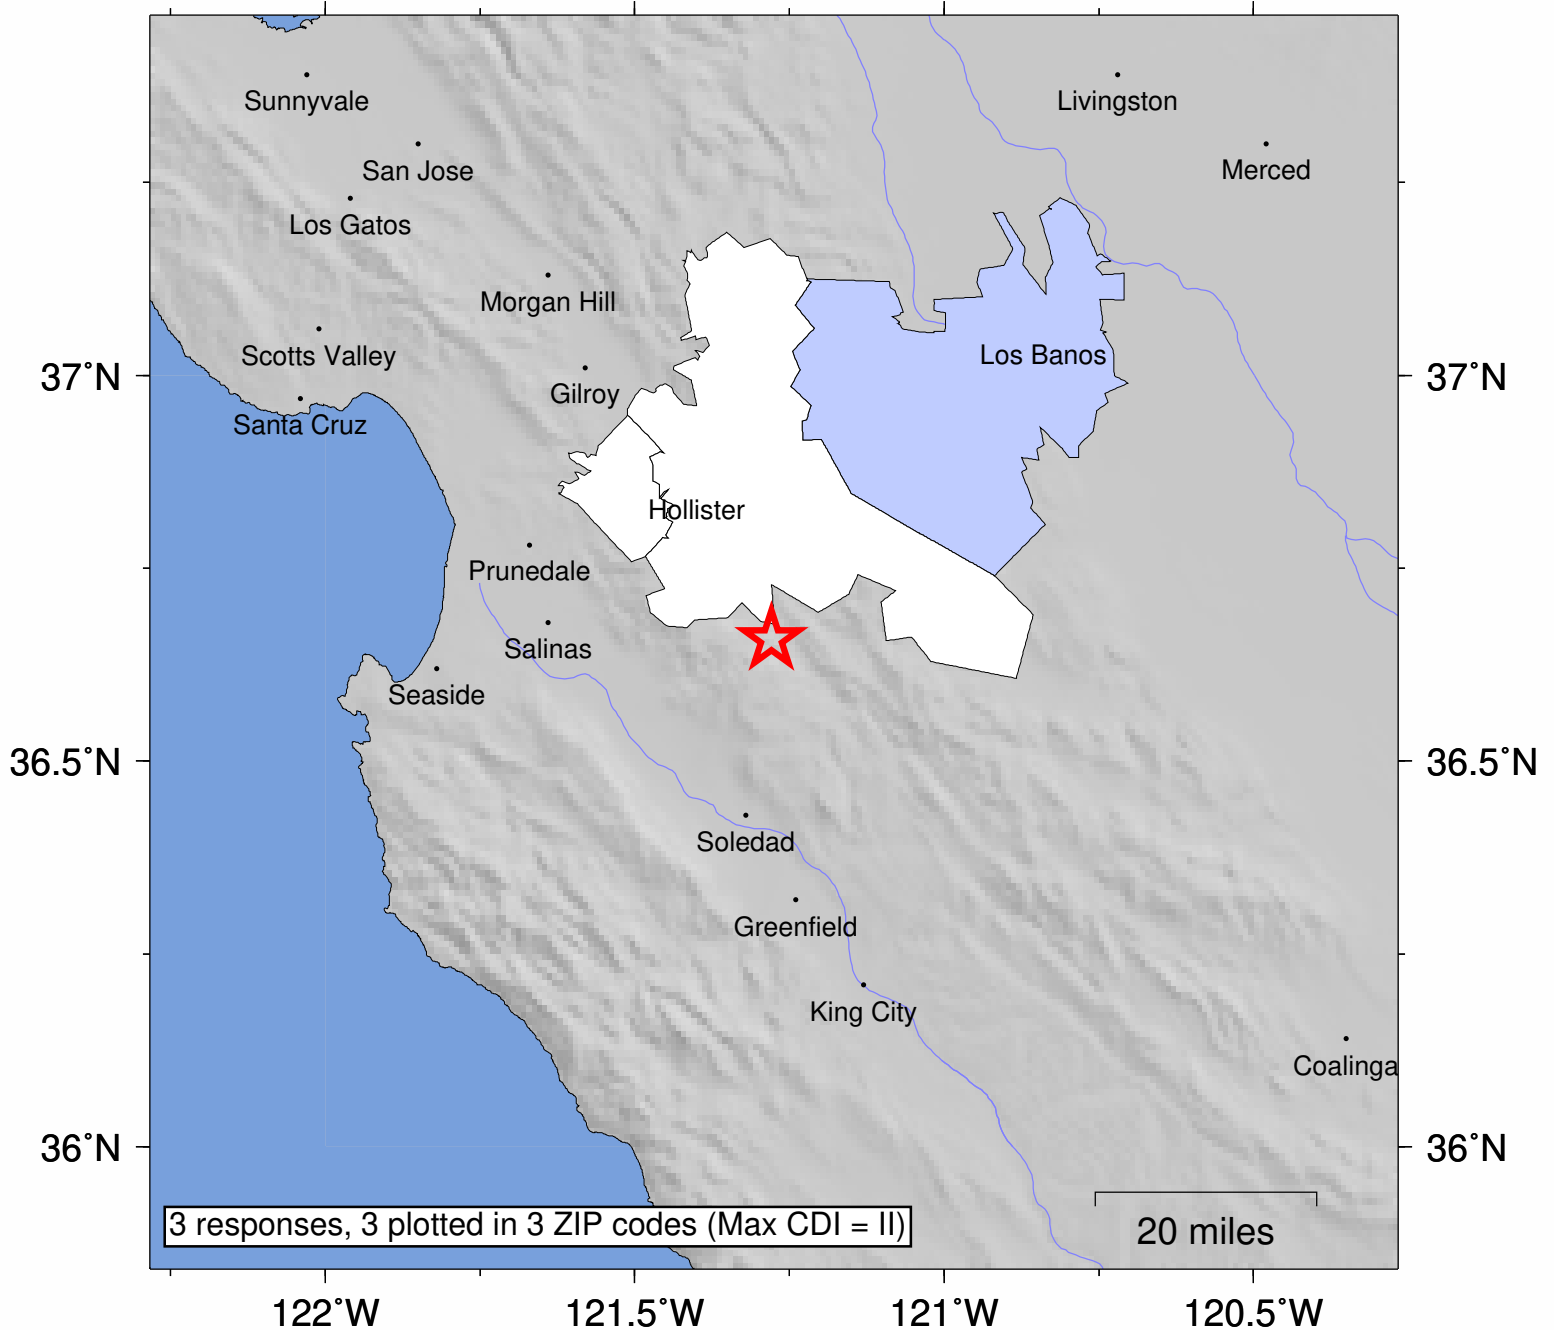 Sunnyvale
Livingston
San Jose
Merced
Los Gatos
Morgan Hill
Scotts Valley
Los Banos
37˚N
37˚N
Gilroy
Santa Cruz
Hollister
Prunedale
Salinas
Seaside
36.5˚N
36.5˚N
Soledad
Greenfield
King City
Coalinga
36˚N
36˚N
3 responses, 3 plotted in 3 ZIP codes (Max CDI = II)
20 miles
122˚W
121.5˚W
121˚W
120.5˚W